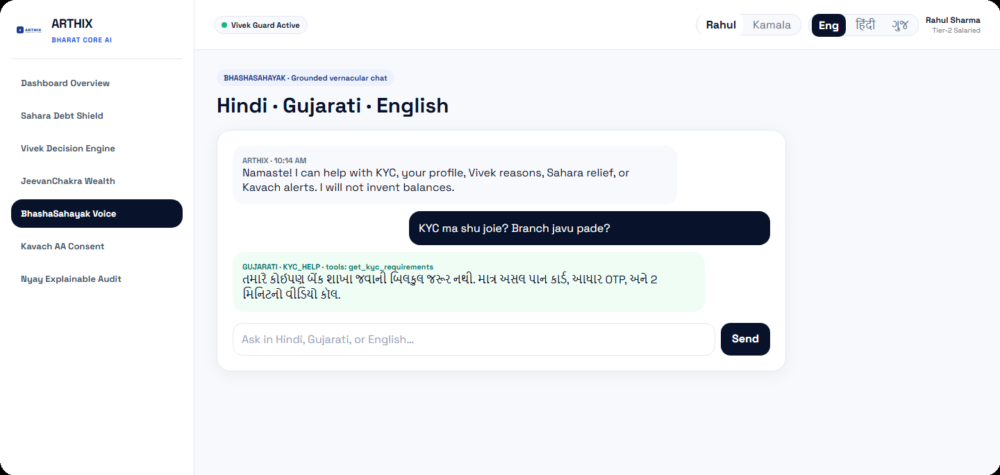 ARTHIX
ARTHIX
BHARAT CORE AI
Dashboard Overview
Sahara Debt Shield
Vivek Decision Engine
JeevanChakra Wealth
BhashaSahayak Voice
Kavach AA Consent
Nyay Explainable Audit
Vivek Guard Active
Rahul Kamala
Eng हिंदी ગુજ
Rahul Sharma
Tier-2 Salaried
BHASHASAHAYAK · Grounded vernacular chat
Hindi · Gujarati · English
ARTHIX · 10:14 AM
Namaste! I can help with KYC, your profile, Vivek reasons, Sahara relief, or
Kavach alerts. I will not invent balances.
KYC ma shu joie? Branch javu pade?
GUJARATI · KYC_HELP · tools: get_kyc_requirements
તમારે કોઈપણ બેંક શાખા જવાની બિલકુલ જરૂર નથી. માત્ર અસલ પાન કાર્ડ, આધાર OTP, અને 2
મિનિટનો વીડિયો કૉલ.
Ask in Hindi, Gujarati, or English…
Send